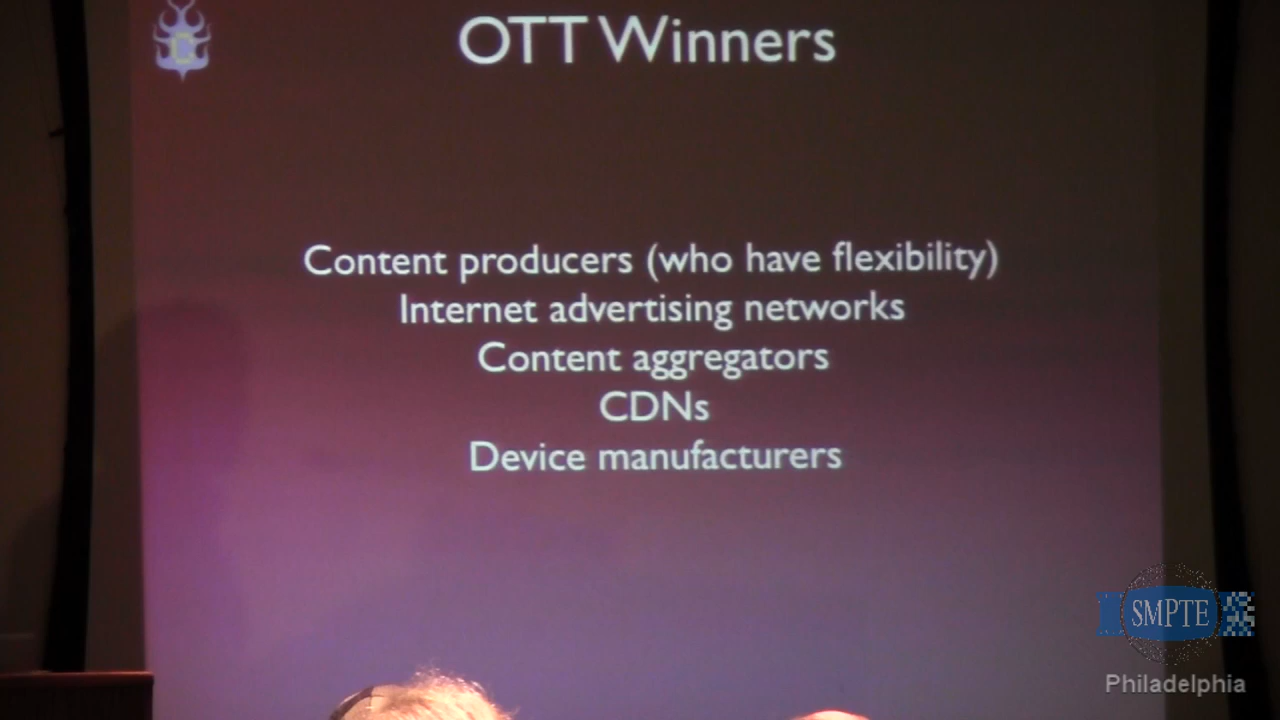 OTT Winners
Content producers (who have flexibility)
Internet advertising networks
Content aggregators
CDNs
Device manufacturers
SMPTE
Philadelphia